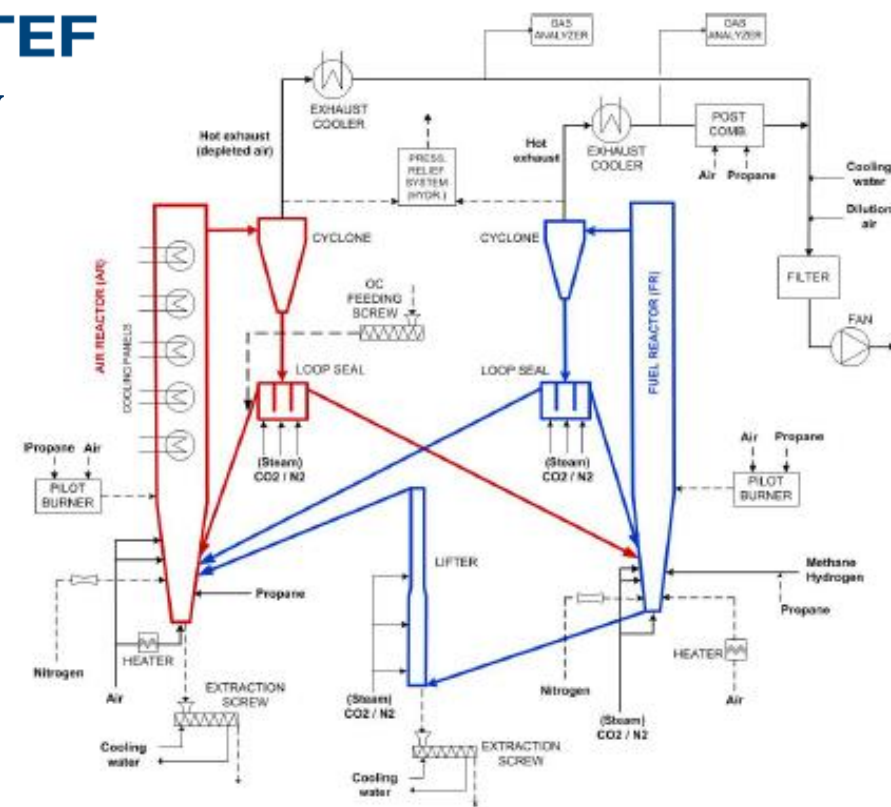 TEF
GAS
ANALYZER
GAS
ANALYZER
EXHAUST
COOLER
Hot exhaust
(depleted air)
PRESS.
RELIEF
SYSTEM
(HYDR.)
Hot
exhaust
EXHAUST
COOLER
POST
COMB.
Air
Propane
Cooling
water
Dilution
air
CYCLONE
CYCLONE
FILTER
FAN
AIR REACTOR (AR)
COOLING PANELS
OC
FEEDING
SCREW
FUEL REACTOR (FR)
LOOP SEAL
LOOP SEAL
Propane
Air
PILOT
BURNER
(Steam)
CO2 / N2
(Steam)
CO2 / N2
Air
Propane
PILOT
BURNER
LIFTER
Methane
Hydrogen
Propane
Propane
HEATER
Nitrogen
Air
EXTRACTION
SCREW
Cooling
water
(Steam)
CO2 / N2
EXTRACTION
SCREW
Cooling
water
Nitrogen
(Steam)
CO2 / N2
HEATER
Air